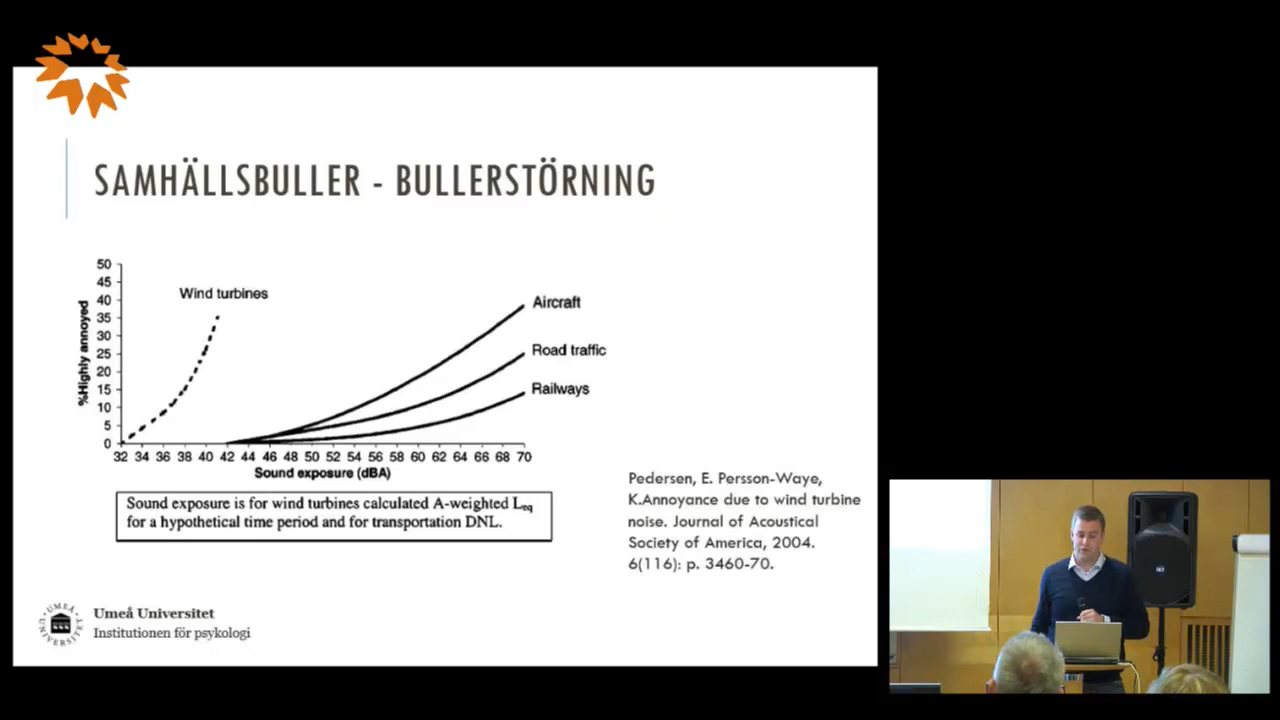 SAMHÄLLSBULLER - BULLERSTÖRNING
50
45
40
35
30
25
20
15
10
5
0
%Highly annoyed
Wind turbines
Aircraft
Road traffic
Railways
32 34 36 38 40 42 44 46 48 50 52 54 56 58 60 62 64 66 68 70
Sound exposure (dBA)
Sound exposure is for wind turbines calculated A-weighted Leq
for a hypothetical time period and for transportation DNL.
Pedersen, E. Persson-Waye,
K.Annoyance due to wind turbine
noise. Journal of Acoustical
Society of America, 2004.
6(116): p. 3460-70.
UMEÅ UNIVERSITET
Umeå Universitet
Institutionen för psykologi